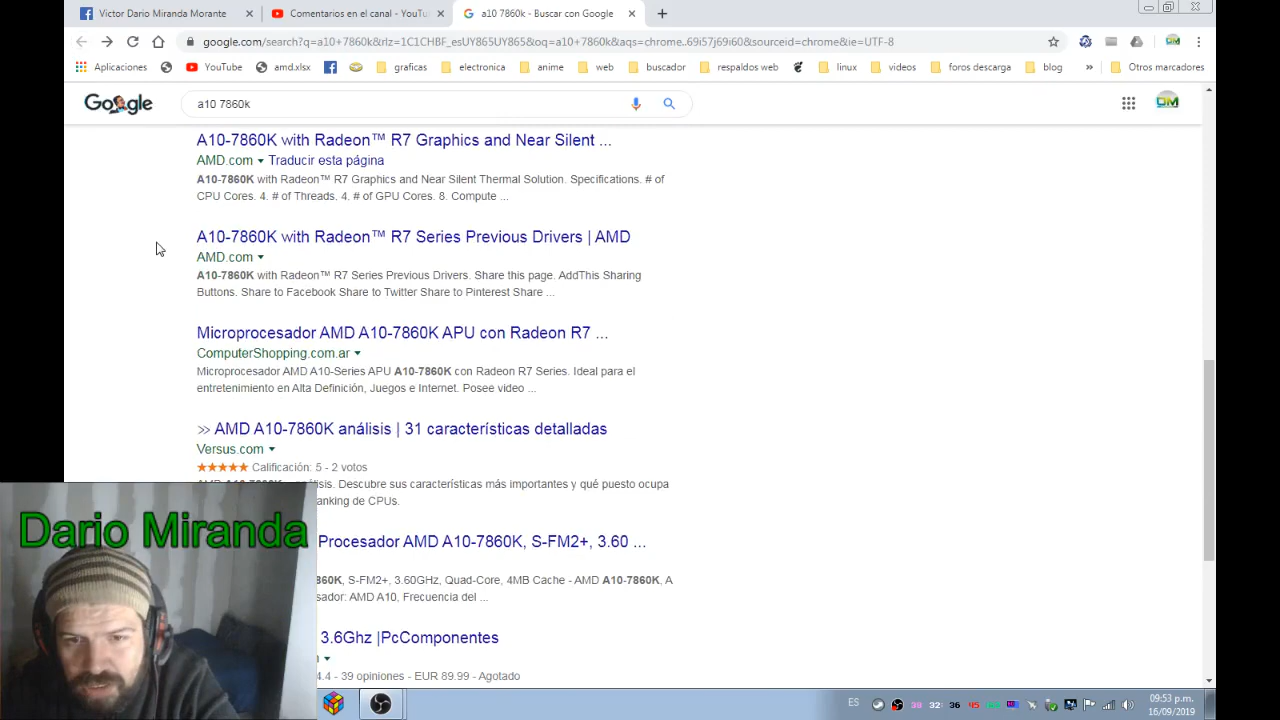 Victor Dario Miranda Morante
Comentarios en el canal - YouTu
a10 7860k - Buscar con Google
google.com/search?q=a10+7860k&rlz=1C1CHBF_esUY865UY865&oq=a10+7860k&aqs=chrome..69i57j69i60&sourceid=chrome&ie=UTF-8
Aplicaciones YouTube amd.xlsx graficas electronica anime web buscador respaldos web linux videos foros descarga blog » Otros marcadores
Google a10 7860k DM
A10-7860K with Radeon™ R7 Graphics and Near Silent ...
AMD.com Traducir esta página
A10-7860K with Radeon™ R7 Graphics and Near Silent Thermal Solution. Specifications. # of
CPU Cores. 4. # of Threads, 4. # of GPU Cores. 8. Compute ...
A10-7860K with Radeon™ R7 Series Previous Drivers | AMD
AMD.com
A10-7860K with Radeon™ R7 Series Previous Drivers. Share this page. AddThis Sharing
Buttons. Share to Facebook Share to Twitter Share to Pinterest Share ...
Microprocesador AMD A10-7860K APU con Radeon R7 ...
ComputerShopping.com.ar
Microprocesador AMD A10-Series APU A10-7860K con Radeon R7 Series. Ideal para el
entretenimiento en Alta Definición, Juegos e Internet. Posee video ...
>> AMD A10-7860K análisis | 31 características detalladas
Versus.com
★★★★★ Calificación: 5 - 2 votos
Descubre sus características más importantes y qué puesto ocupa
anking de CPUs.
Dario Miranda
Procesador AMD A10-7860K, S-FM2+, 3.60 ...
860K, S-FM2+, 3.60GHz, Quad-Core, 4MB Cache - AMD A10-7860K, A
sador: AMD A10, Frecuencia del ...
3.6Ghz |PcComponentes
4.4 - 39 opiniones - EUR 89.99 - Agotado
ES 38 32 36 45 09:53 p.m.
16/09/2019